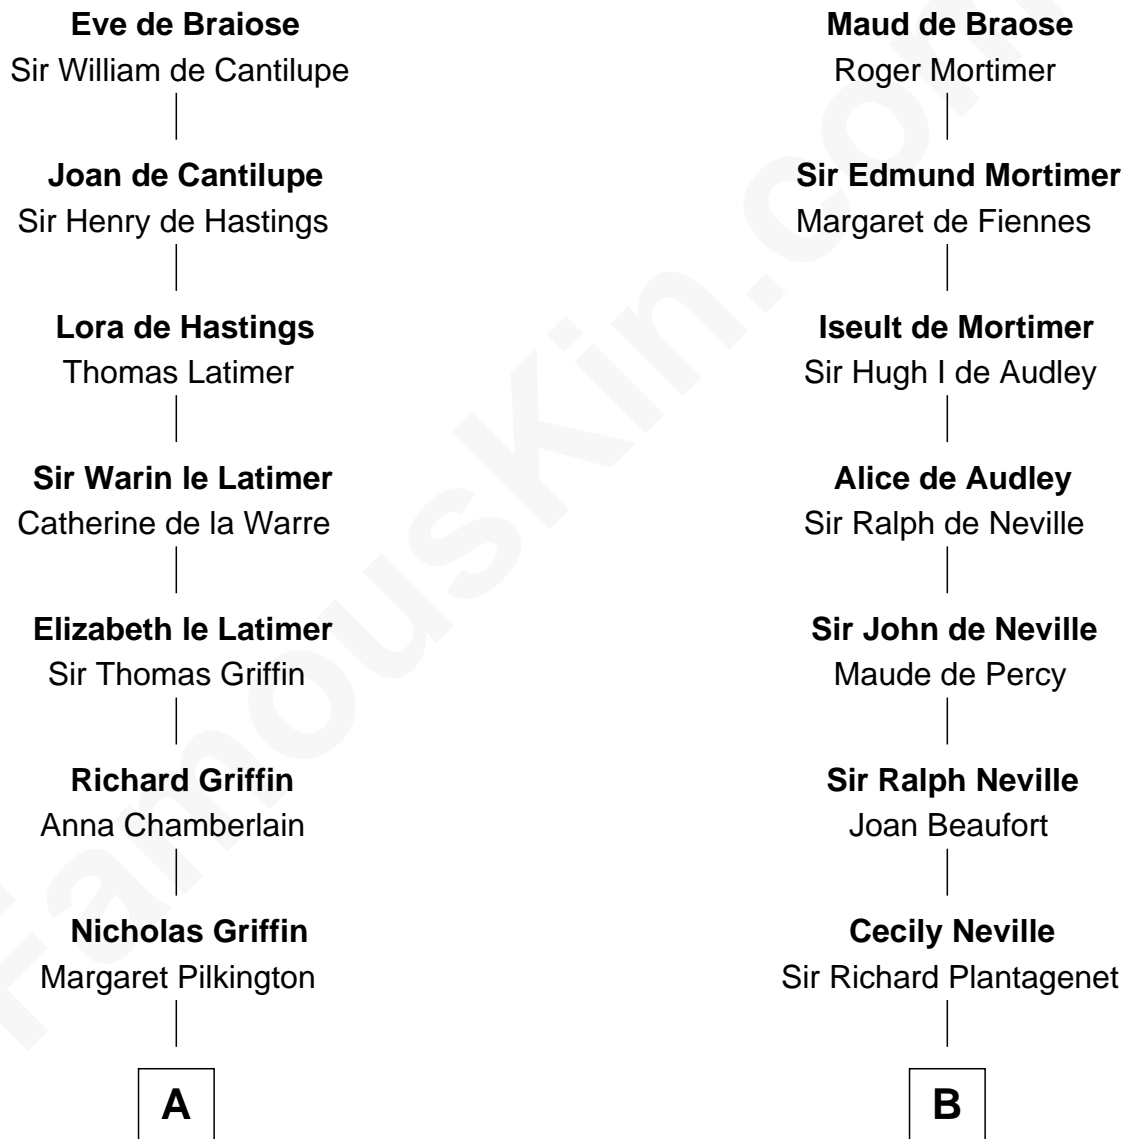 Eve de Braiose
Sir William de Cantilupe
Joan de Cantilupe
Sir Henry de Hastings
Lora de Hastings
Thomas Latimer
Sir Warin le Latimer
Catherine de la Warre
Elizabeth le Latimer
Sir Thomas Griffin
Richard Griffin
Anna Chamberlain
Nicholas Griffin
Margaret Pilkington
A
Maud de Braose
Roger Mortimer
Sir Edmund Mortimer
Margaret de Fiennes
Iseult de Mortimer
Sir Hugh I de Audley
Alice de Audley
Sir Ralph de Neville
Sir John de Neville
Maude de Percy
Sir Ralph Neville
Joan Beaufort
Cecily Neville
Sir Richard Plantagenet
B
FamousKin.com